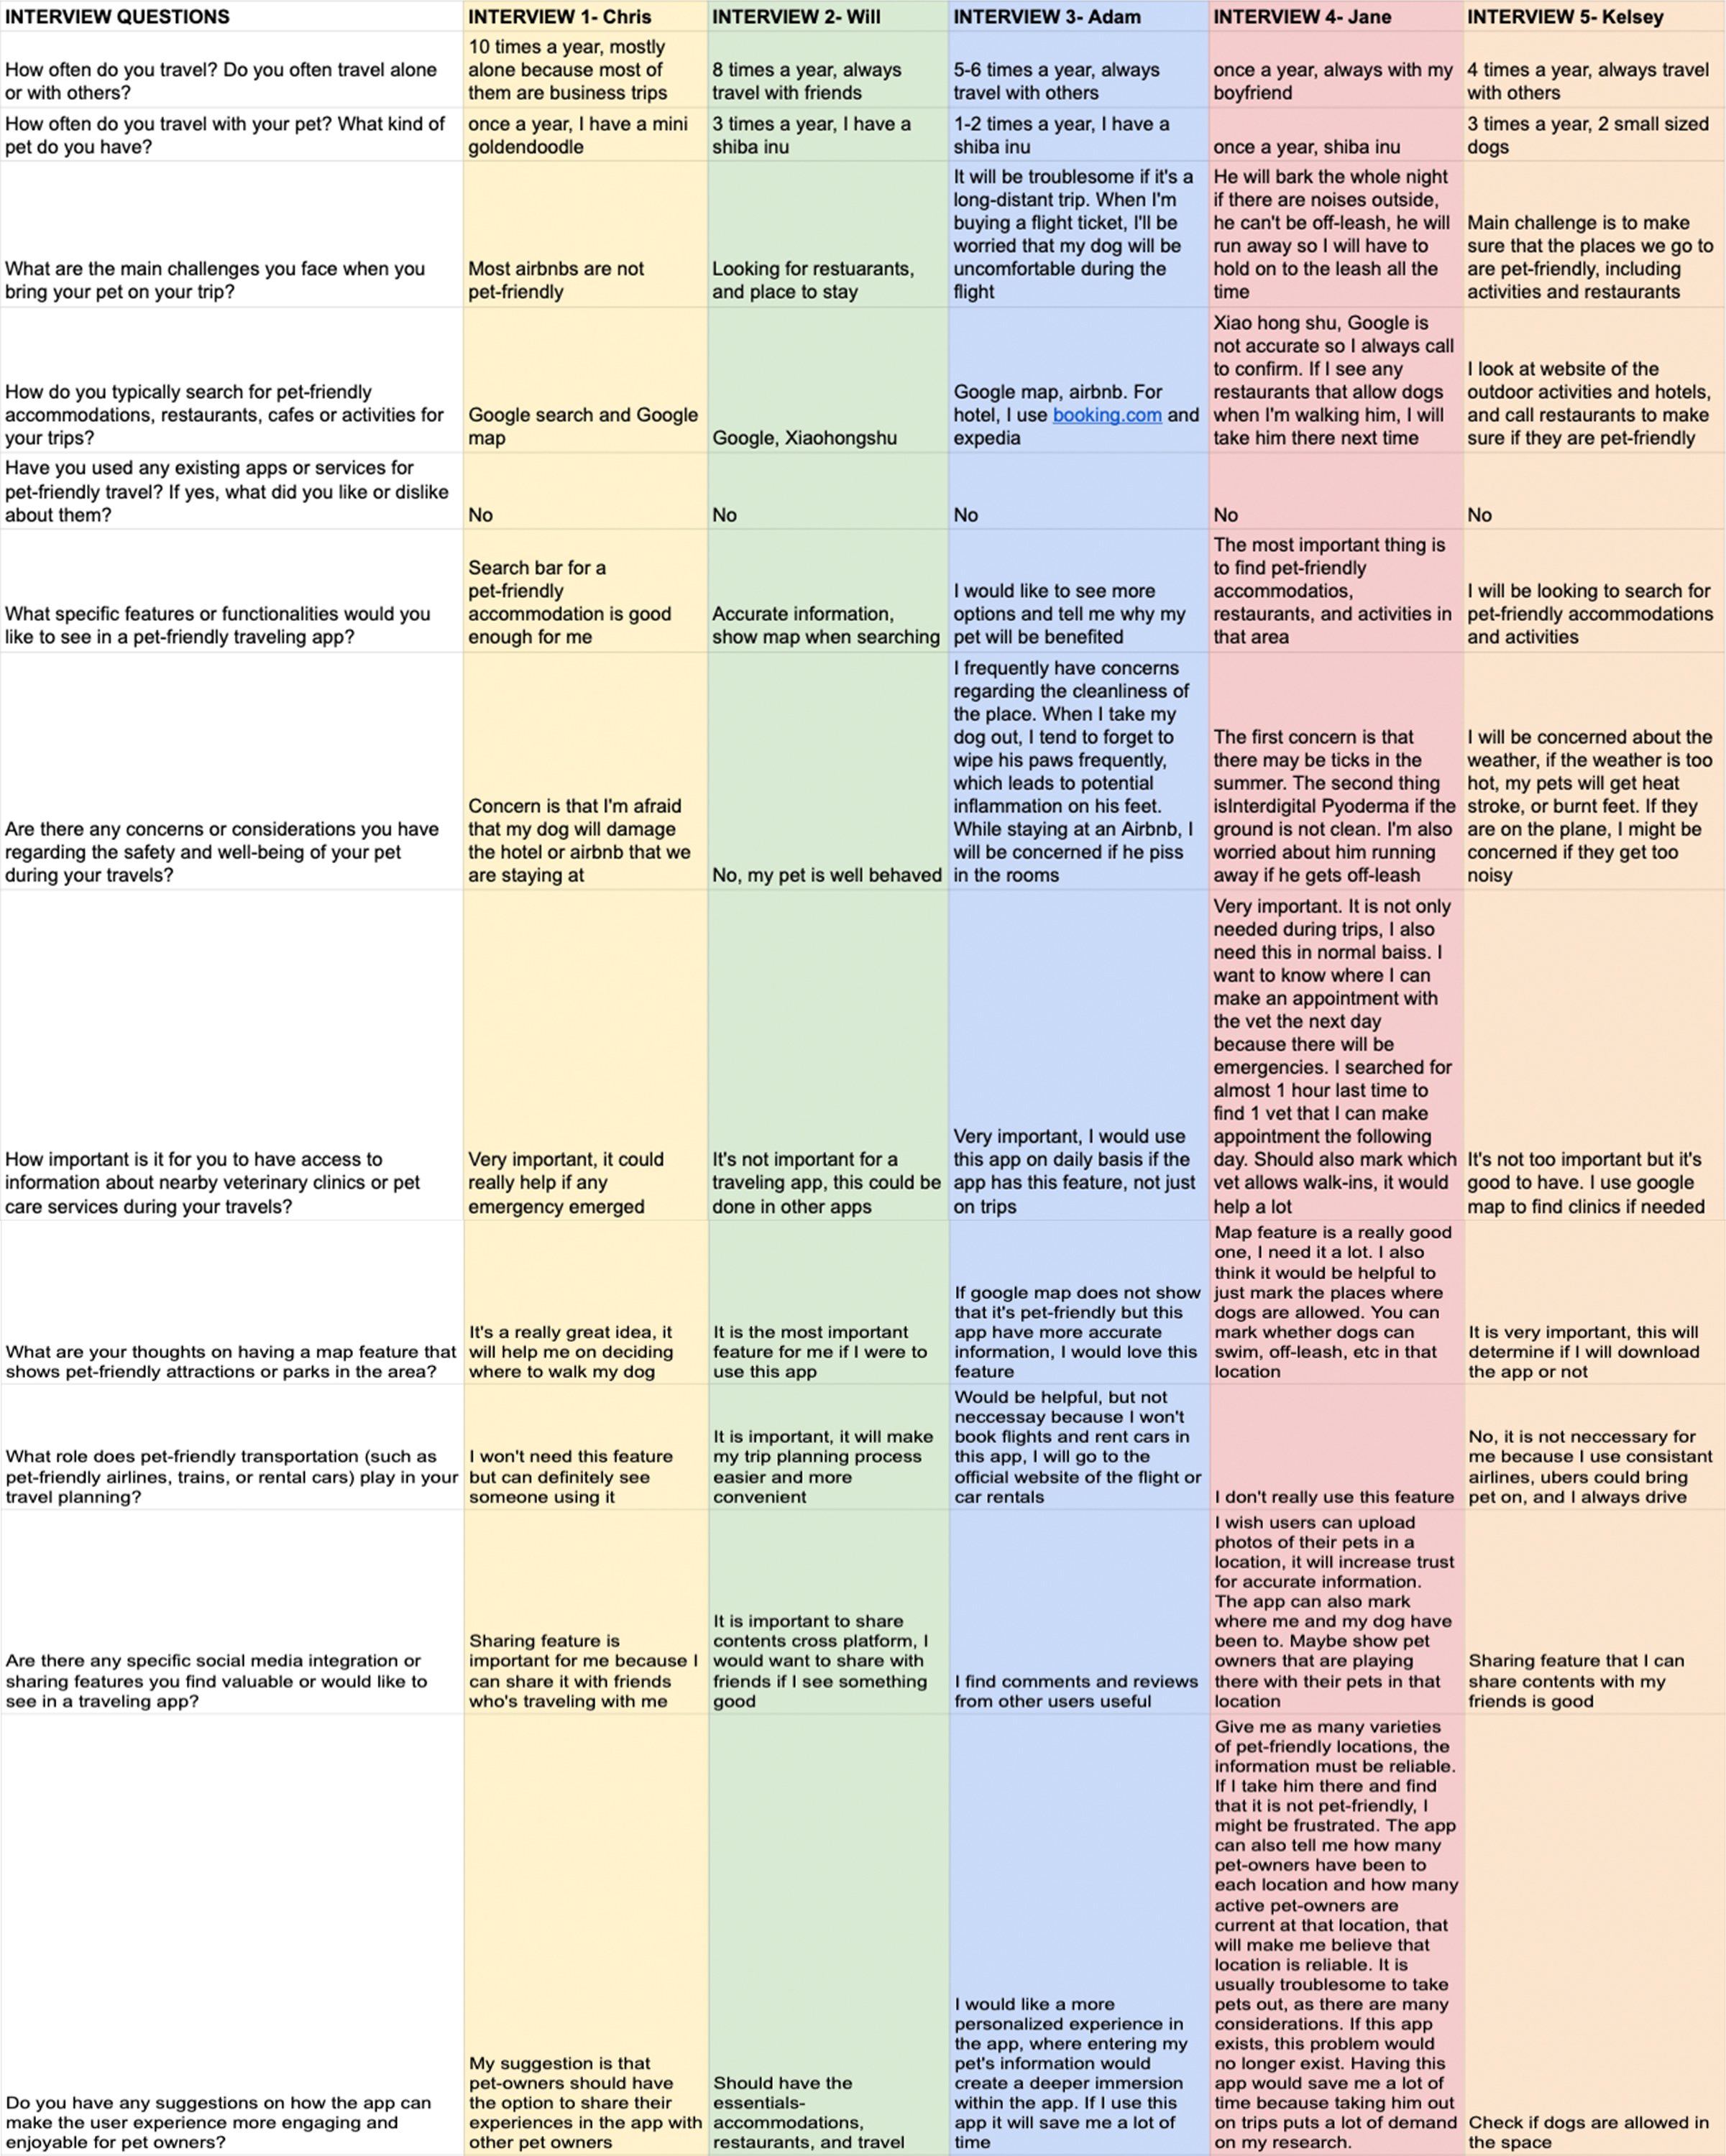 INTERVIEW QUESTIONS
INTERVIEW 1- Chris
INTERVIEW 2- Will
INTERVIEW 3- Adam
INTERVIEW 4- Jane
INTERVIEW 5- Kelsey
How often do you travel? Do you often travel alone
or with others?
10 times a year, mostly
alone because most of
them are business trips
8 times a year, always
travel with friends
5-6 times a year, always
travel with others
once a year, always with my
boyfriend
4 times a year, always travel
with others
How often do you travel with your pet? What kind of
pet do you have?
once a year, I have a mini
goldendoodle
3 times a year, I have a
shiba inu
1-2 times a year, I have a
shiba inu
once a year, shiba inu
3 times a year, 2 small sized
dogs
What are the main challenges you face when you
bring your pet on your trip?
Most airbnbs are not
pet-friendly
Looking for restuarants,
and place to stay
It will be troublesome if it's a
long-distant trip. When I'm
buying a flight ticket, I'll be
worried that my dog will be
uncomfortable during the
flight
He will bark the whole night
if there are noises outside,
he can't be off-leash, he will
run away so I will have to
hold on to the leash all the
time
Main challenge is to make
sure that the places we go to
are pet-friendly, including
activities and restaurants
How do you typically search for pet-friendly
accommodations, restaurants, cafes or activities for
your trips?
Google search and Google
map
Google, Xiaohongshu
Google map, airbnb. For
hotel, I use booking.com and
expedia
Xiao hong shu, Google is
not accurate so I always call
to confirm. If I see any
restaurants that allow dogs
when I'm walking him, I will
take him there next time
I look at website of the
outdoor activities and hotels,
and call restaurants to make
sure if they are pet-friendly
Have you used any existing apps or services for
pet-friendly travel? If yes, what did you like or dislike
about them?
No
No
No
No
No
What specific features or functionalities would you
like to see in a pet-friendly traveling app?
Search bar for a
pet-friendly
accommodation is good
enough for me
Accurate information,
show map when searching
I would like to see more
options and tell me why my
pet will be benefited
The most important thing is
to find pet-friendly
accommodatios,
restaurants, and activities in
that area
I will be looking to search for
pet-friendly accommodations
and activities
Are there any concerns or considerations you have
regarding the safety and well-being of your pet
during your travels?
Concern is that I'm afraid
that my dog will damage
the hotel or airbnb that we
are staying at
No, my pet is well behaved
I frequently have concerns
regarding the cleanliness of
the place. When I take my
dog out, I tend to forget to
wipe his paws frequently,
which leads to potential
inflammation on his feet.
While staying at an Airbnb, I
will be concerned if he piss
in the rooms
The first concern is that
there may be ticks in the
summer. The second thing
isInterdigital Pyoderma if the
ground is not clean. I'm also
worried about him running
away if he gets off-leash
I will be concerned about the
weather, if the weather is too
hot, my pets will get heat
stroke, or burnt feet. If they
are on the plane, I might be
concerned if they get too
noisy
How important is it for you to have access to
information about nearby veterinary clinics or pet
care services during your travels?
Very important, it could
really help if any
emergency emerged
It's not important for a
traveling app, this could be
done in other apps
Very important, I would use
this app on daily basis if the
app has this feature, not just
on trips
Very important. It is not only
needed during trips, I also
need this in normal baiss. I
want to know where I can
make an appointment with
the vet the next day
because there will be
emergencies. I searched for
almost 1 hour last time to
find 1 vet that I can make
appointment the following
day. Should also mark which
vet allows walk-ins, it would
help a lot
It's not too important but it's
good to have. I use google
map to find clinics if needed
What are your thoughts on having a map feature that
shows pet-friendly attractions or parks in the area?
It's a really great idea, it
will help me on deciding
where to walk my dog
It is the most important
feature for me if I were to
use this app
If google map does not show
that it's pet-friendly but this
app have more accurate
information, I would love this
feature
Map feature is a really good
one, I need it a lot. I also
think it would be helpful to
just mark the places where
dogs are allowed. You can
mark whether dogs can
swim, off-leash, etc in that
location
It is very important, this will
determine if I will download
the app or not
What role does pet-friendly transportation (such as
pet-friendly airlines, trains, or rental cars) play in your
travel planning?
I won't need this feature
but can definitely see
someone using it
It is important, it will make
my trip planning process
easier and more
convenient
Would be helpful, but not
neccessay because I won't
book flights and rent cars in
this app, I will go to the
official website of the flight or
car rentals
I don't really use this feature
No, it is not neccessary for
me because I use consistant
airlines, ubers could bring
pet on, and I always drive
Are there any specific social media integration or
sharing features you find valuable or would like to
see in a traveling app?
Sharing feature is
important for me because I
can share it with friends
who's traveling with me
It is important to share
contents cross platform, I
would want to share with
friends if I see something
good
I find comments and reviews
from other users useful
I wish users can upload
photos of their pets in a
location, it will increase trust
for accurate information.
The app can also mark
where me and my dog have
been to. Maybe show pet
owners that are playing
there with their pets in that
location
Sharing feature that I can
share contents with my
friends is good
Do you have any suggestions on how the app can
make the user experience more engaging and
enjoyable for pet owners?
My suggestion is that
pet-owners should have
the option to share their
experiences in the app with
other pet owners
Should have the
essentials-
accommodations,
restaurants, and travel
I would like a more
personalized experience in
the app, where entering my
pet's information would
create a deeper immersion
within the app. If I use this
app it will save me a lot of
time
Give me as many varieties
of pet-friendly locations, the
information must be reliable.
If I take him there and find
that it is not pet-friendly, I
might be frustrated. The app
can also tell me how many
pet-owners have been to
each location and how many
active pet-owners are
current at that location, that
will make me believe that
location is reliable. It is
usually troublesome to take
pets out, as there are many
considerations. If this app
exists, this problem would
no longer exist. Having this
app would save me a lot of
time because taking him out
on trips puts a lot of demand
on my research.
Check if dogs are allowed in
the space